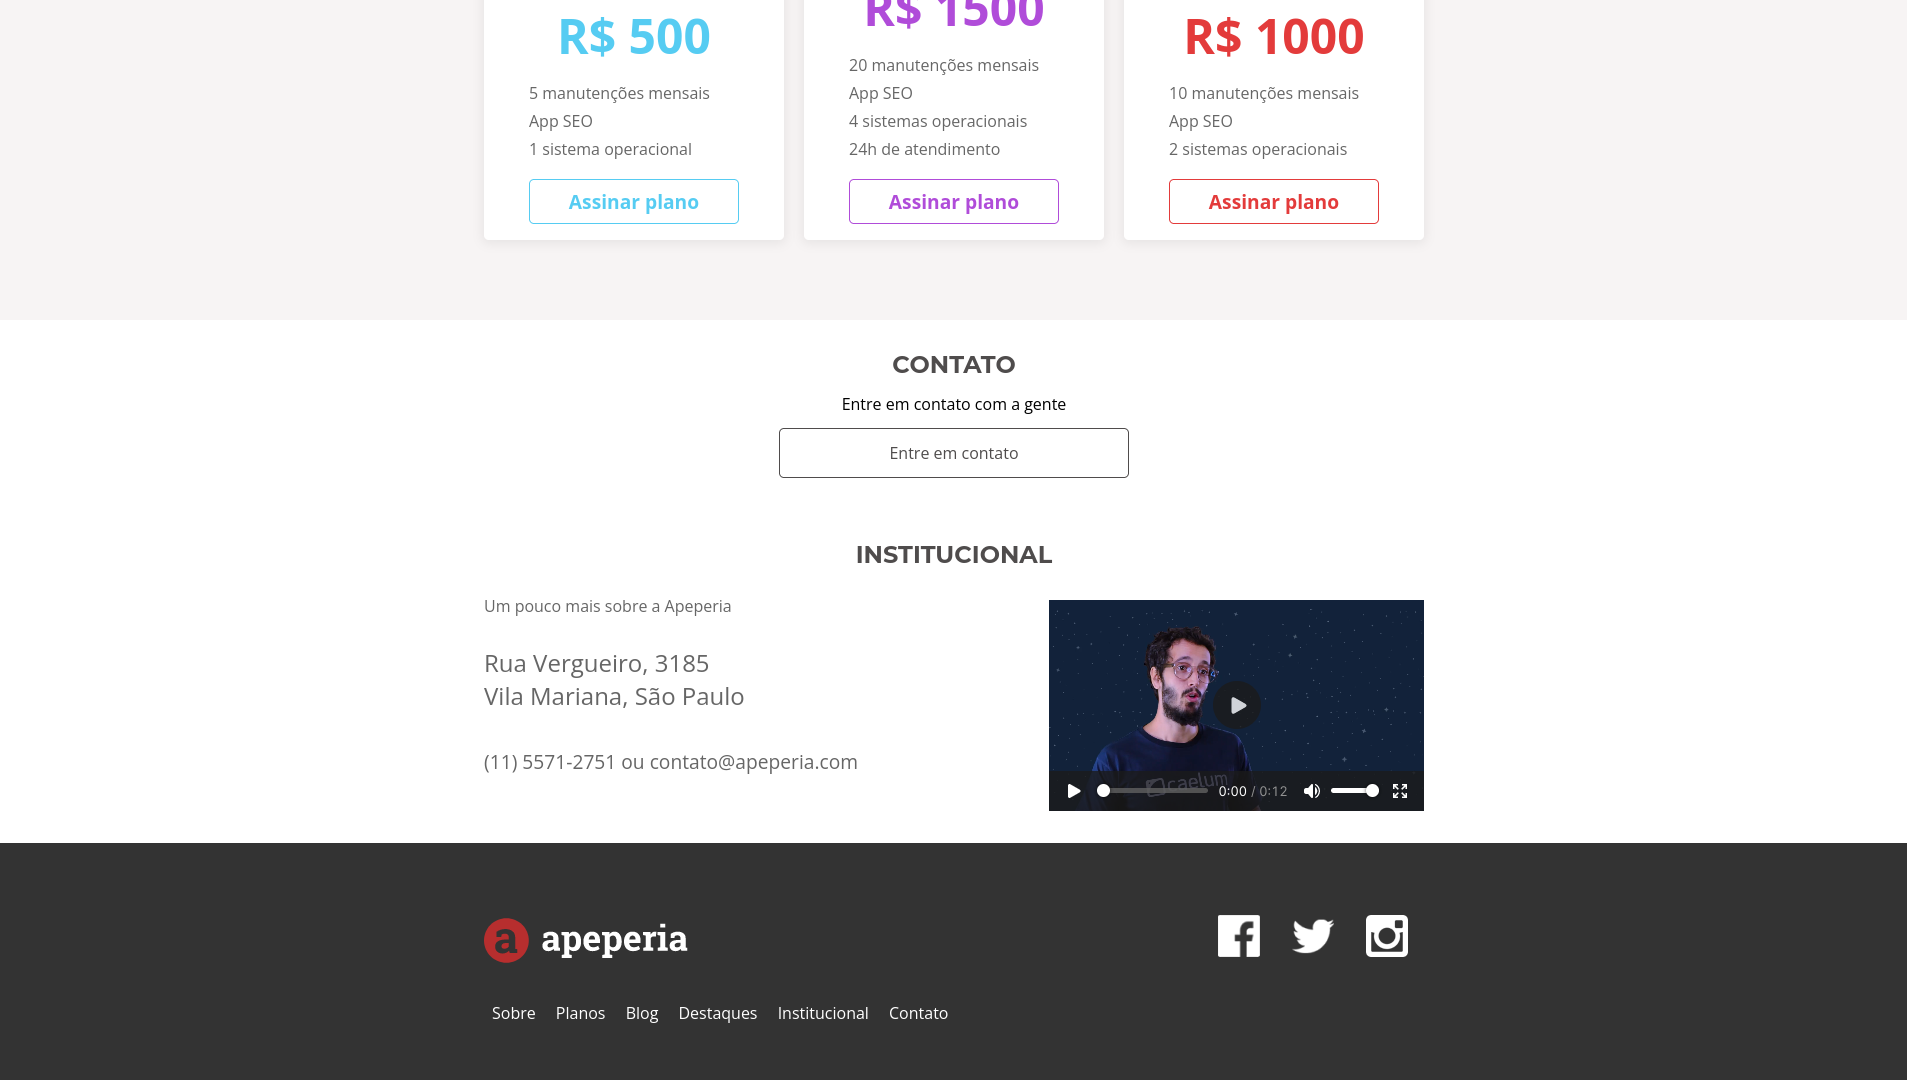 R$ 500
5 manutenções mensais
App SEO
1 sistema operacional
Assinar plano
R$ 1500
20 manutenções mensais
App SEO
4 sistemas operacionais
24h de atendimento
Assinar plano
R$ 1000
10 manutenções mensais
App SEO
2 sistemas operacionais
Assinar plano
CONTATO
Entre em contato com a gente
Entre em contato
INSTITUCIONAL
Um pouco mais sobre a Apeperia
Rua Vergueiro, 3185
Vila Mariana, São Paulo
(11) 5571-2751 ou contato@apeperia.com
caelum
0:00 / 0:12
a apeperia
Sobre Planos Blog Destaques Institucional Contato